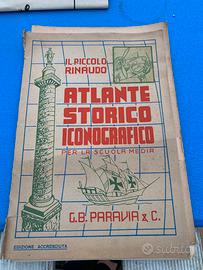 IL PICCOLO
RINAUDO
ATLANTE
STORICO
ICONOGRAFICO
PER LA SCUOLA MEDIA
G.B. PARAVIA & C.
EDIZIONE ACCRESCIUTA
subito